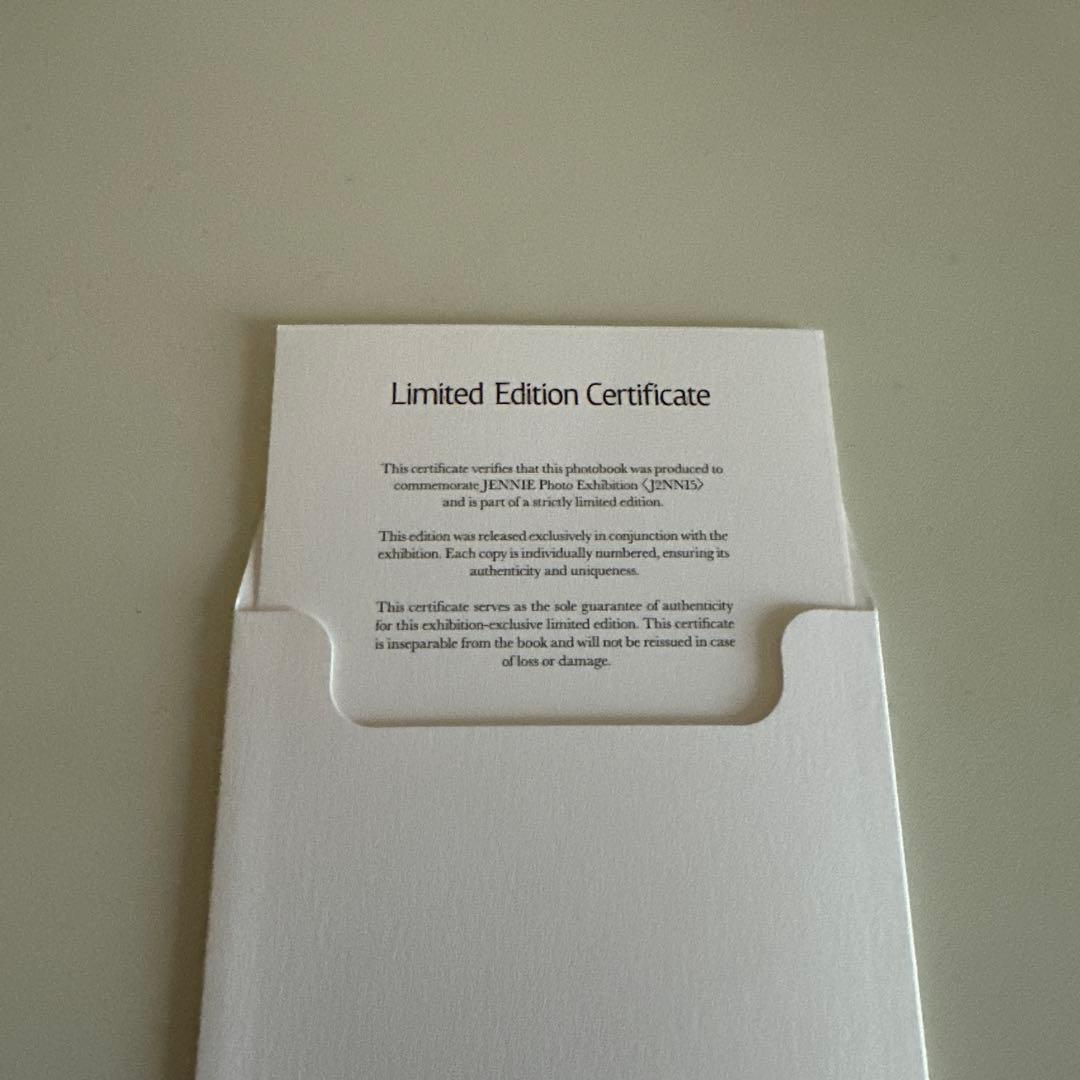 Limited Edition Certificate
This certificate verifies that this photobook was produced to
commemorate JENNIE Photo Exhibition 〈J2NN15〉
and is part of a strictly limited edition.
This edition was released exclusively in conjunction with the
exhibition. Each copy is individually numbered, ensuring its
authenticity and uniqueness.
This certificate serves as the sole guarantee of authenticity
for this exhibition-exclusive limited edition. This certificate
is inseparable from the book and will not be reissued in case
of loss or damage.